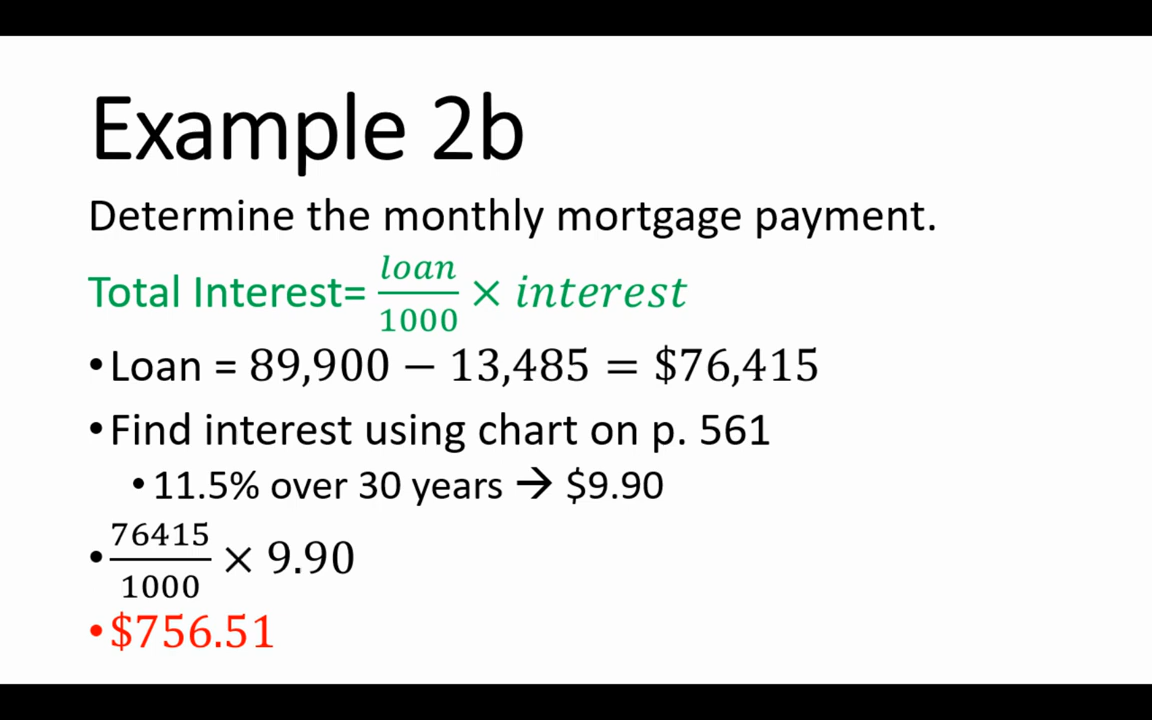 Example 2b
Determine the monthly mortgage payment.
Total Interest= loan/1000 × interest
•Loan = 89,900 − 13,485 = $76,415
•Find interest using chart on p. 561
•11.5% over 30 years → $9.90
•76415/1000 × 9.90
•$756.51